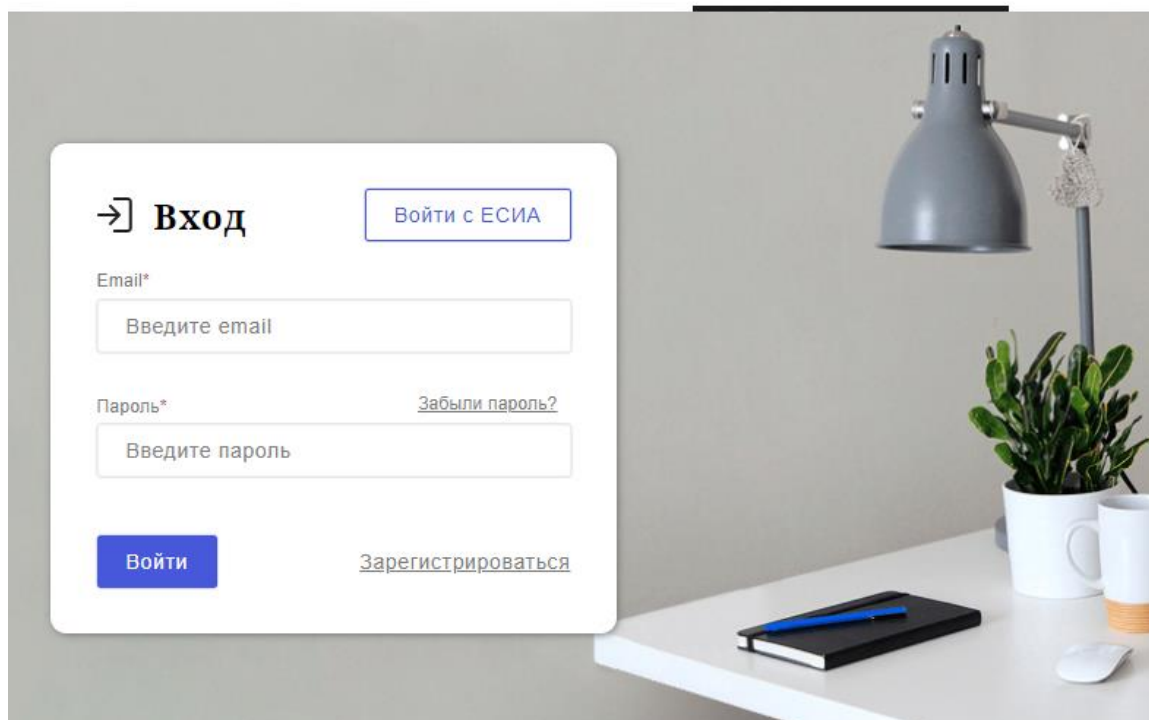 Вход
Войти с ЕСИА
Email*
Введите email
Пароль*
Забыли пароль?
Введите пароль
Войти
Зарегистрироваться